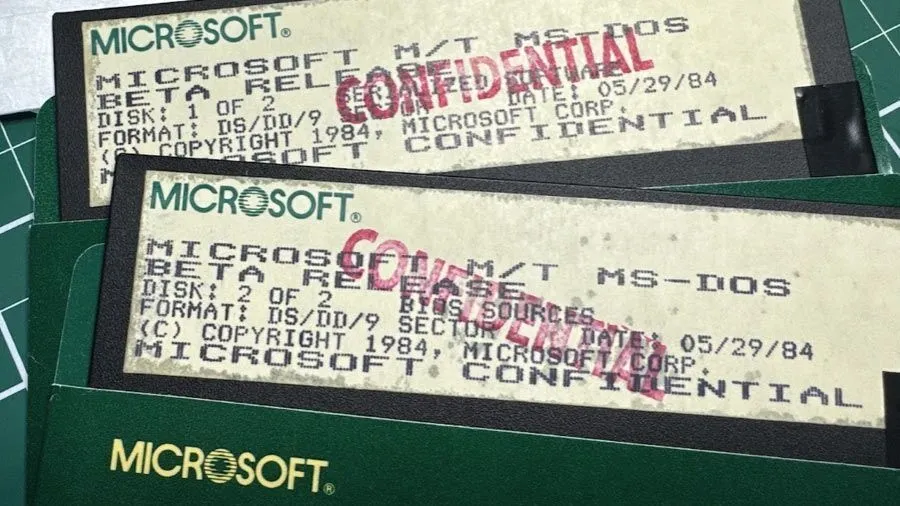 MICROSOFT®
MICROSOFT M/T MS-DOS
BETA RELEASE
SERIALIZED SOFTWARE
DISK: 1 OF 2
FORMAT: DS/DD/9 DATE: 05/29/84
(C) COPYRIGHT 1984, MICROSOFT CORP.
MICROSOFT CONFIDENTIAL
CONFIDENTIAL
MICROSOFT®
MICROSOFT M/T MS-DOS
BETA RELEASE
DISK: 2 OF 2 BIOS SOURCES
FORMAT: DS/DD/9 SECTOR DATE: 05/29/84
(C) COPYRIGHT 1984, MICROSOFT CORP.
MICROSOFT CONFIDENTIAL
CONFIDENTIAL
MICROSOFT®